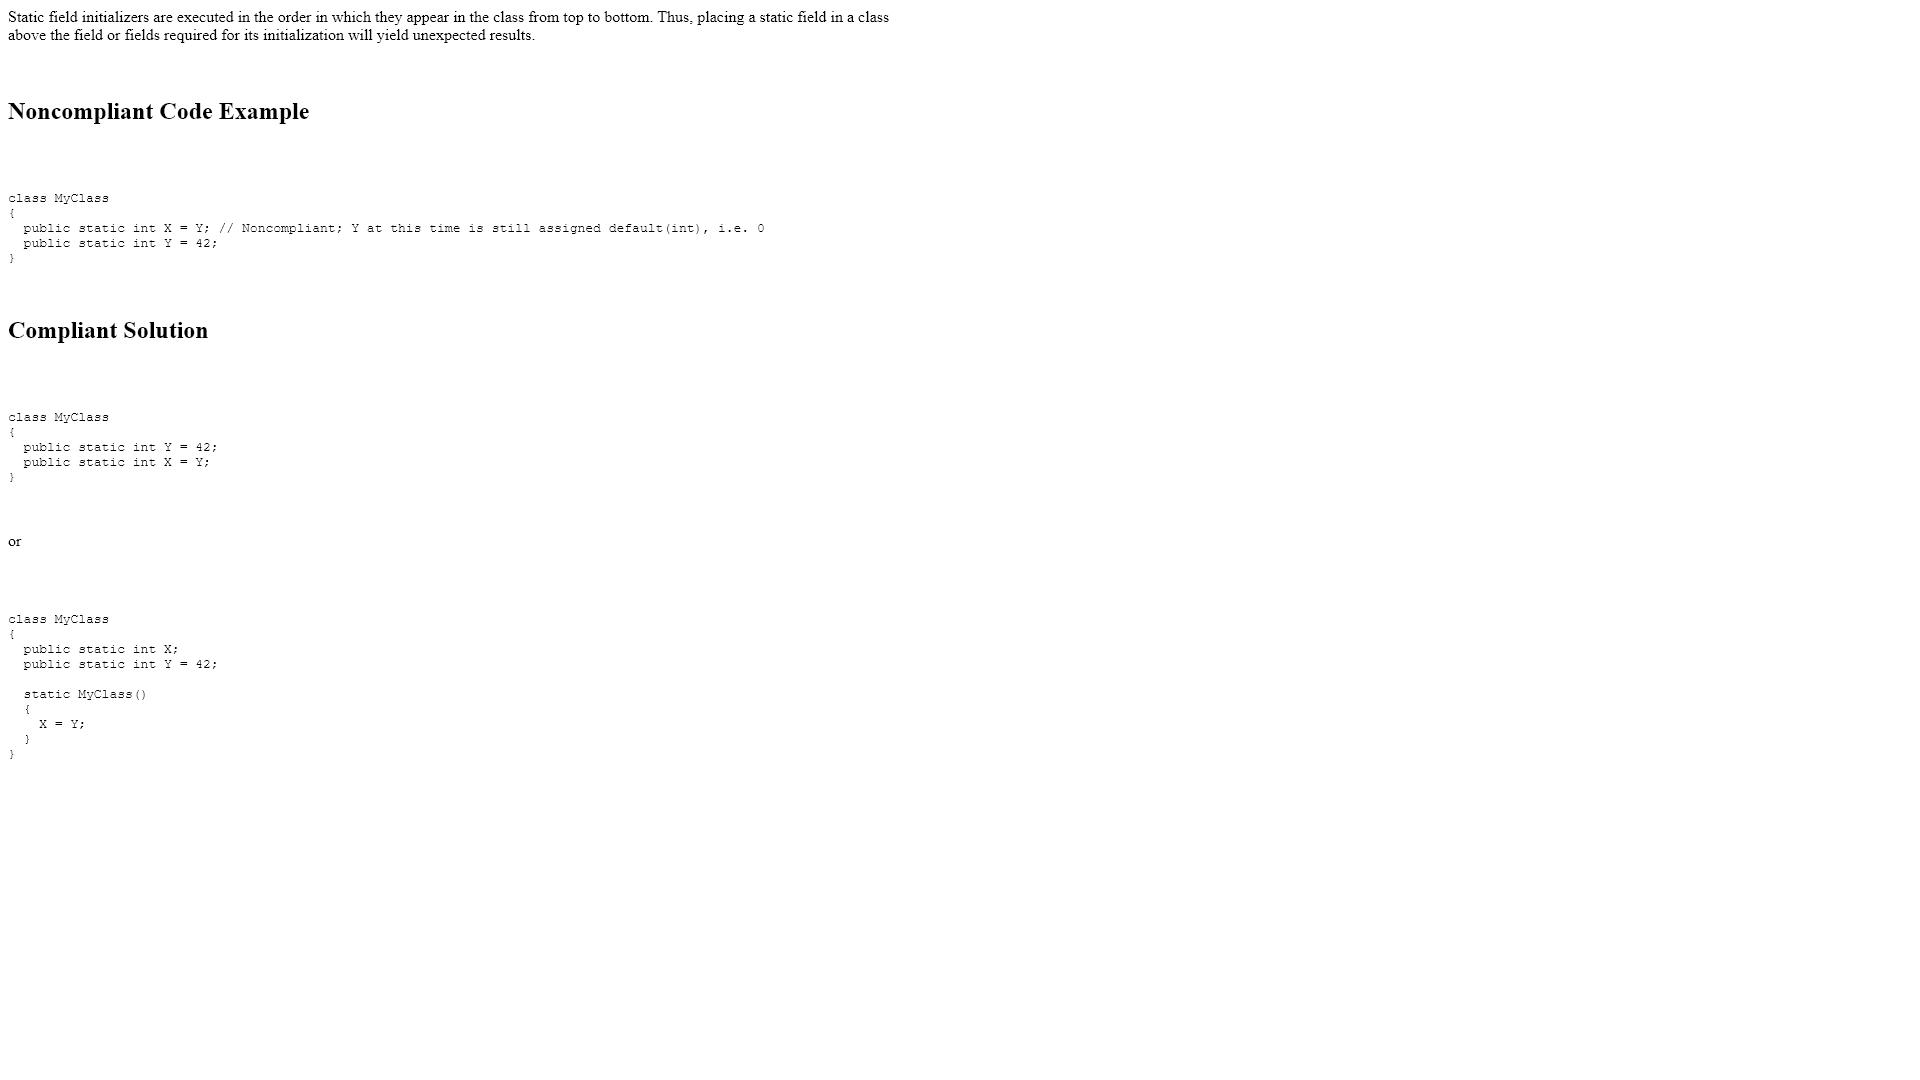 Static field initializers are executed in the order in which they appear in the class from top to bottom. Thus, placing a static field in a class
above the field or fields required for its initialization will yield unexpected results.
Noncompliant Code Example
class MyClass
{
  public static int X = Y; // Noncompliant; Y at this time is still assigned default(int), i.e. 0
  public static int Y = 42;
}
Compliant Solution
class MyClass
{
  public static int Y = 42;
  public static int X = Y;
}
or
class MyClass
{
  public static int X;
  public static int Y = 42;
  static MyClass()
  {
    X = Y;
  }
}